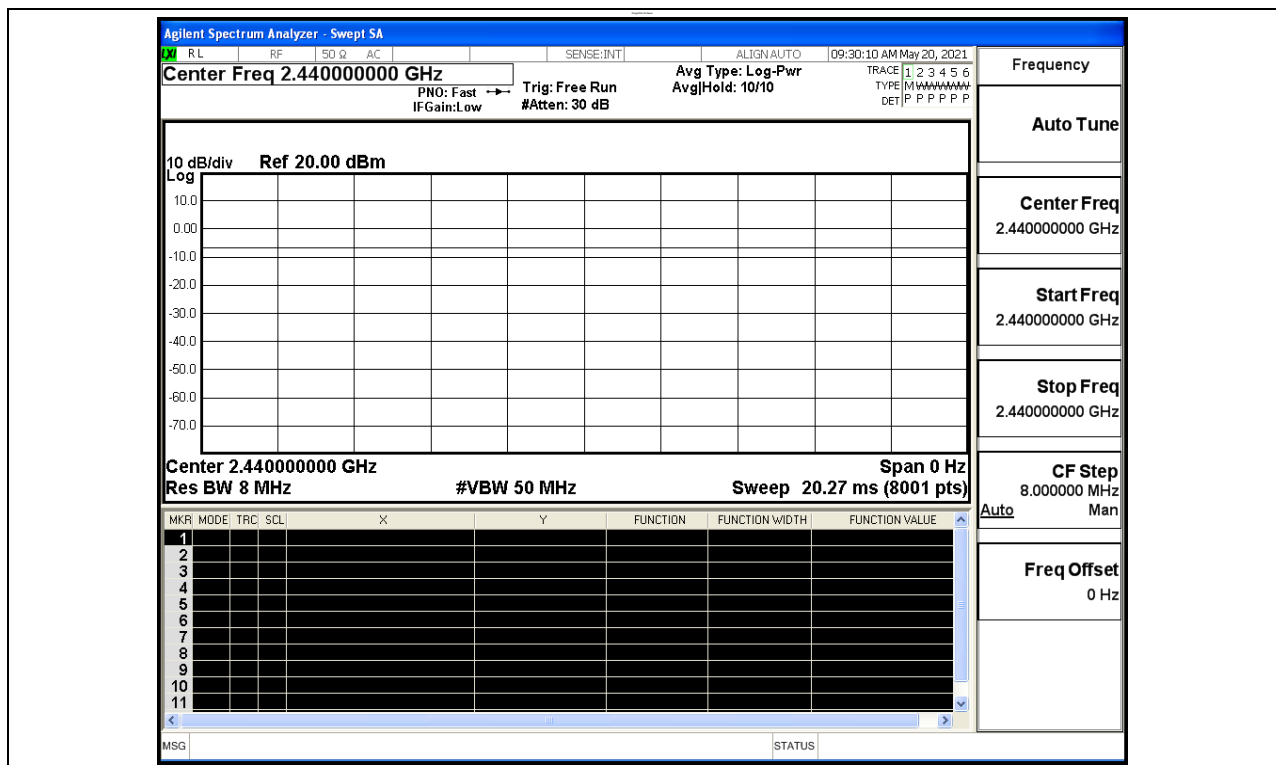 Agilent Spectrum Analyzer - Swept SA
LXI RL RF 50 Ω AC SENSE:INT ALIGN AUTO 09:30:10 AM May 20, 2021
Center Freq 2.440000000 GHz
PNO: Fast
IFGain:Low
Trig: Free Run
#Atten: 30 dB
Avg Type: Log-Pwr
Avg|Hold: 10/10
TRACE 1 2 3 4 5 6
TYPE M W W W W W
DET P P P P P P
10 dB/div Ref 20.00 dBm
Log
10.0
0.00
-10.0
-20.0
-30.0
-40.0
-50.0
-60.0
-70.0
Center 2.440000000 GHz Span 0 Hz
Res BW 8 MHz #VBW 50 MHz Sweep 20.27 ms (8001 pts)
MKR MODE TRC SCL X Y FUNCTION FUNCTION WIDTH FUNCTION VALUE
1
2
3
4
5
6
7
8
9
10
11
MSG STATUS
Frequency
Auto Tune
Center Freq
2.440000000 GHz
Start Freq
2.440000000 GHz
Stop Freq
2.440000000 GHz
CF Step
8.000000 MHz
Auto Man
Freq Offset
0 Hz